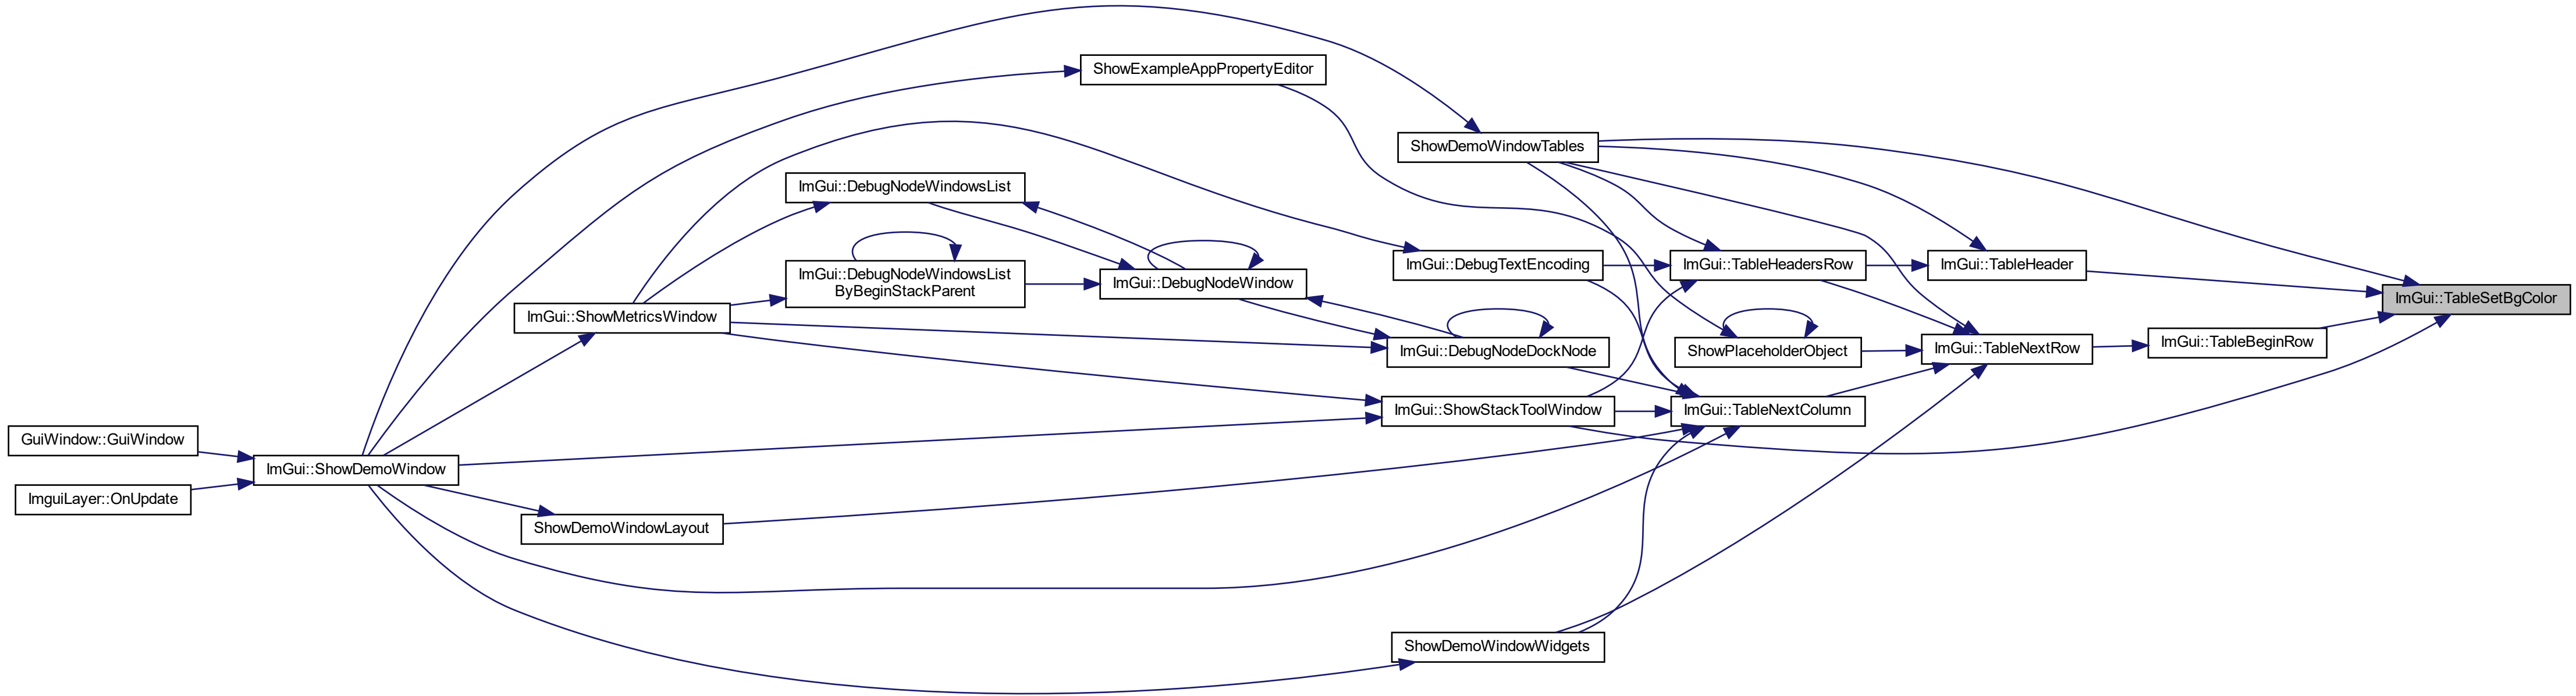 ShowExampleAppPropertyEditor
ShowDemoWindowTables
ImGui::DebugNodeWindowsList
ImGui::DebugNodeWindowsList
ByBeginStackParent
ImGui::DebugNodeWindow
ImGui::DebugTextEncoding
ImGui::TableHeadersRow
ImGui::TableHeader
ImGui::TableSetBgColor
ImGui::ShowMetricsWindow
ImGui::DebugNodeDockNode
ShowPlaceholderObject
ImGui::TableNextRow
ImGui::TableBeginRow
ImGui::ShowStackToolWindow
ImGui::TableNextColumn
GuiWindow::GuiWindow
ImGui::ShowDemoWindow
ImguiLayer::OnUpdate
ShowDemoWindowLayout
ShowDemoWindowWidgets